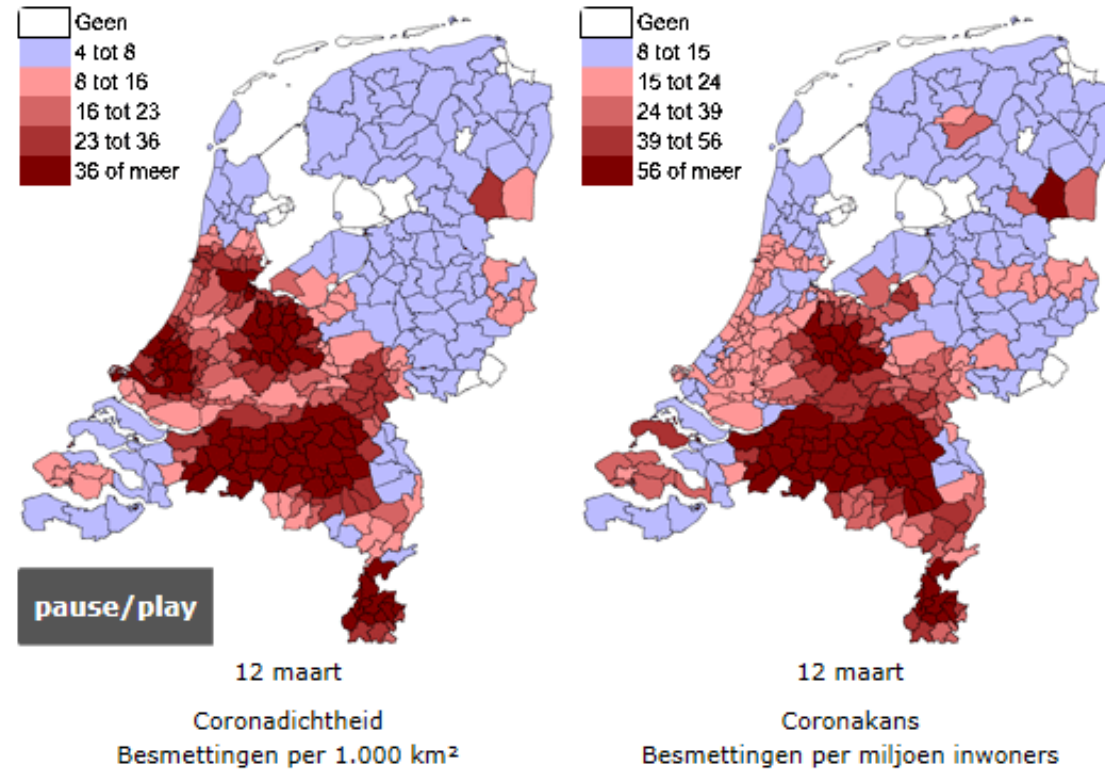 Geen
4 tot 8
8 tot 16
16 tot 23
23 tot 36
36 of meer
Geen
8 tot 15
15 tot 24
24 tot 39
39 tot 56
56 of meer
pause/play
12 maart
12 maart
Coronadichtheid
Besmettingen per 1.000 km²
Coronakans
Besmettingen per miljoen inwoners